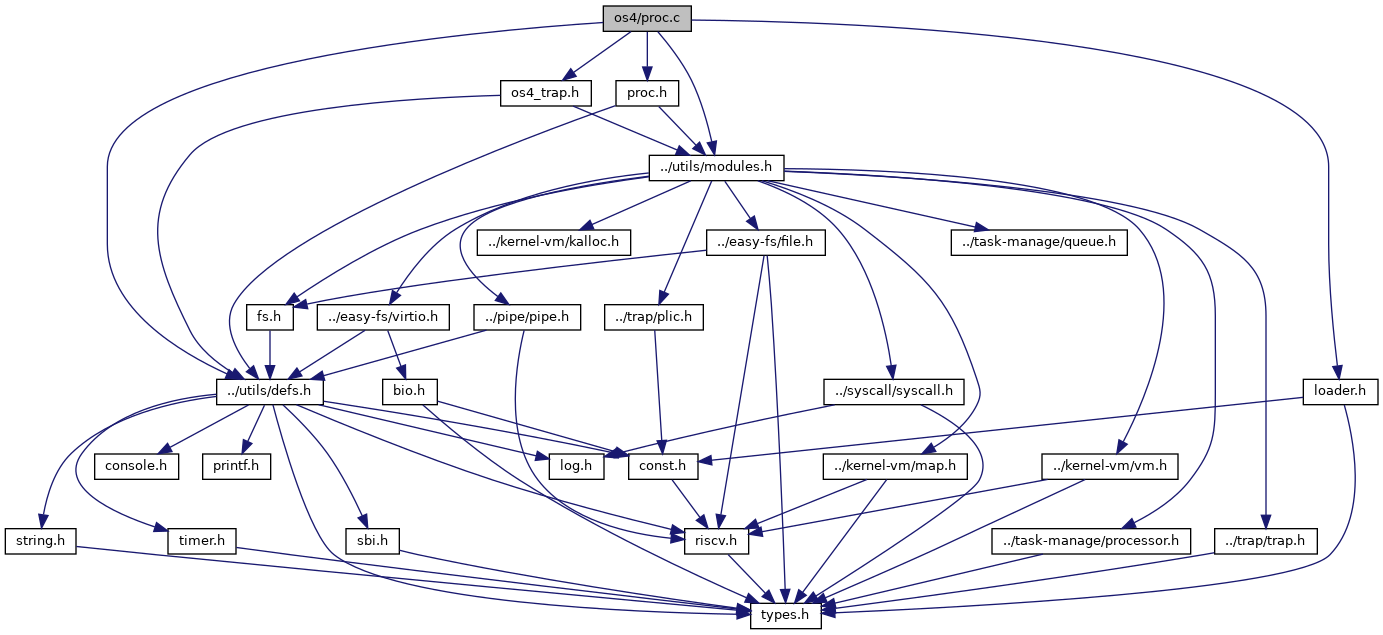 os4/proc.c
os4_trap.h
proc.h
../utils/modules.h
../kernel-vm/kalloc.h
../easy-fs/file.h
../task-manage/queue.h
fs.h
../easy-fs/virtio.h
../pipe/pipe.h
../trap/plic.h
../utils/defs.h
bio.h
../syscall/syscall.h
loader.h
console.h
printf.h
log.h
const.h
../kernel-vm/map.h
../kernel-vm/vm.h
string.h
timer.h
sbi.h
riscv.h
../task-manage/processor.h
../trap/trap.h
types.h